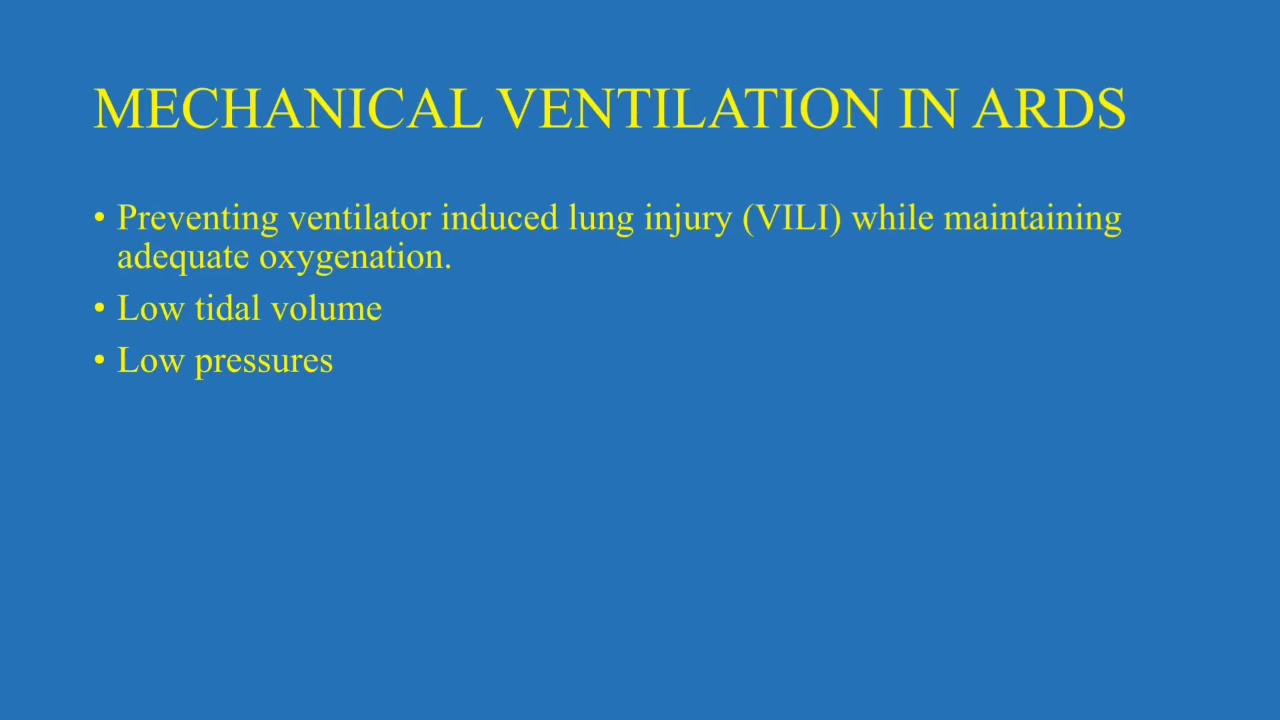 MECHANICAL VENTILATION IN ARDS
• Preventing ventilator induced lung injury (VILI) while maintaining
adequate oxygenation.
• Low tidal volume
• Low pressures